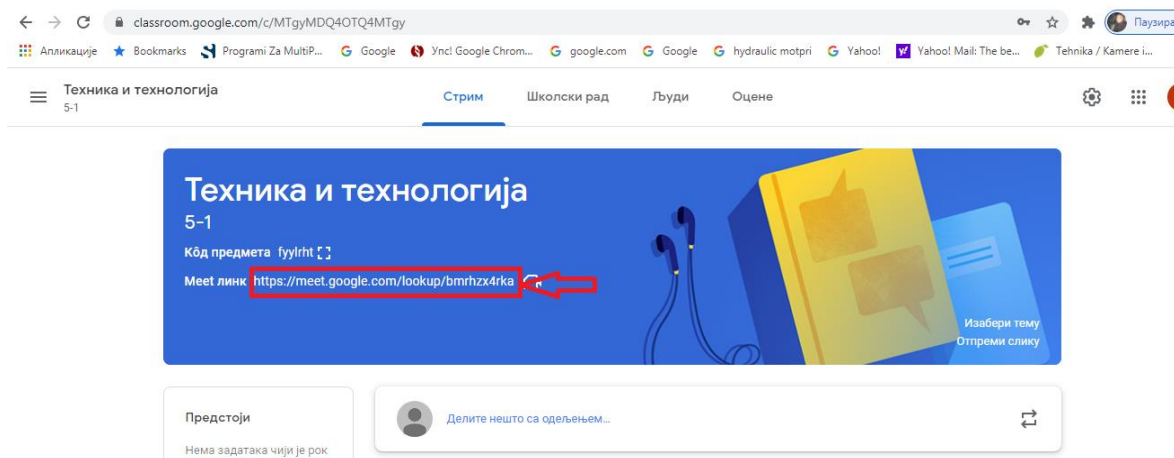 classroom.google.com/c/MTgyMDQ4OTQ4MTgy
Паузира
Апликације Bookmarks Programi Za MultiP... Google Упс! Google Chrom... google.com Google hydraulic motpri Yahoo! Yahoo! Mail: The be... Tehnika / Kamere i...
Техника и технологија
5-1
Стрим Школски рад Људи Оцене
Техника и технологија
5-1
Кôд предмета fyylrht
Meet линк https://meet.google.com/lookup/bmrhzx4rka
Изабери тему
Отпреми слику
Предстоји
Нема задатака чији је рок
Делите нешто са одељењем...